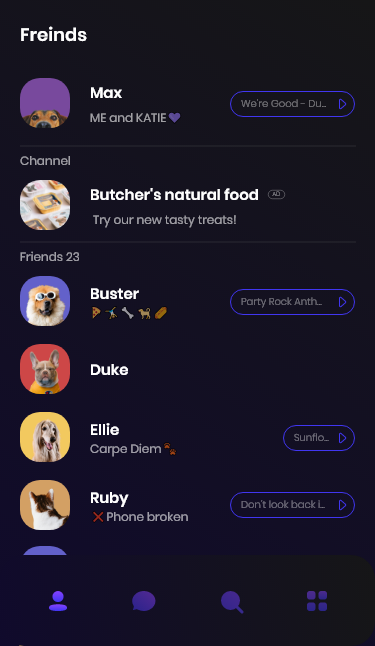 Freinds
Max
We're Good - Du...
ME and KATIE 💜
Channel
Butcher's natural food AD
Try our new tasty treats!
Friends 23
Buster
Party Rock Anth...
Duke
Ellie
Carpe Diem 🐾
Sunflo...
Ruby
Don't look back i...
❌ Phone broken